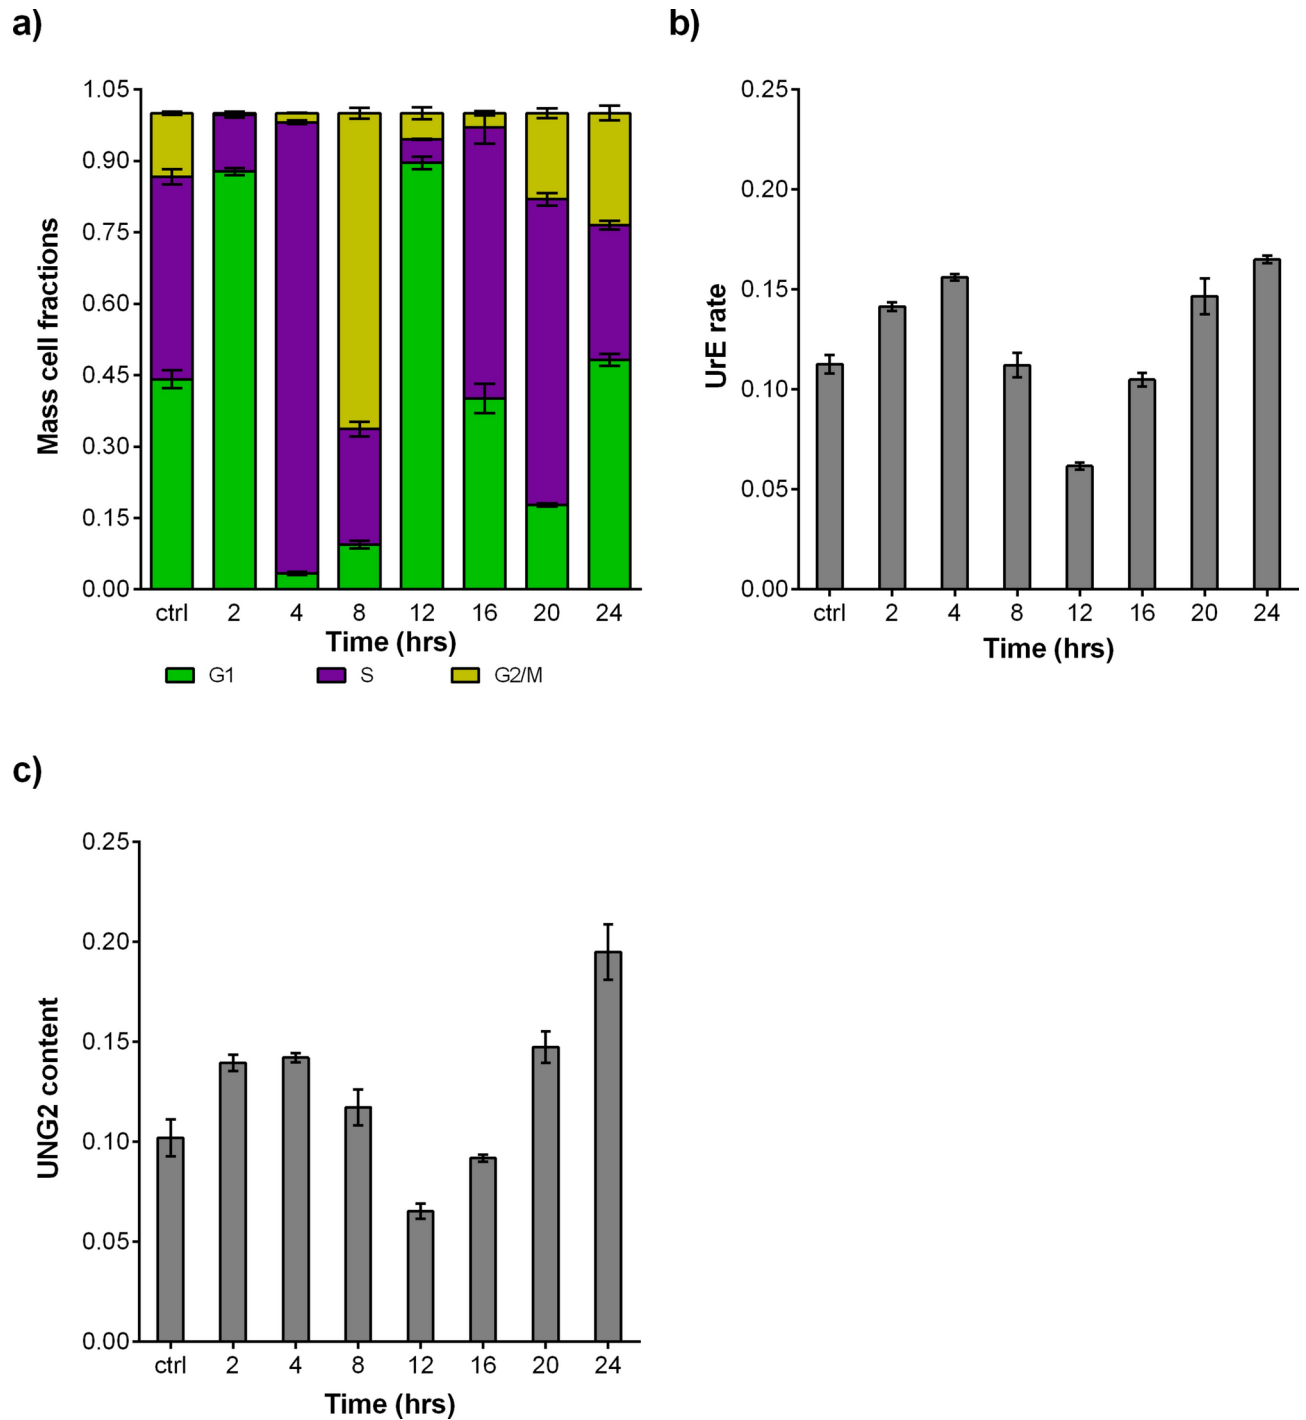 a)
1.05
0.90
0.75
0.60
0.45
0.30
0.15
0.00
Mass cell fractions
ctrl 2 4 8 12 16 20 24
Time (hrs)
G1 S G2/M
b)
0.25
0.20
0.15
0.10
0.05
0.00
UrE rate
ctrl 2 4 8 12 16 20 24
Time (hrs)
c)
0.25
0.20
0.15
0.10
0.05
0.00
UNG2 content
ctrl 2 4 8 12 16 20 24
Time (hrs)